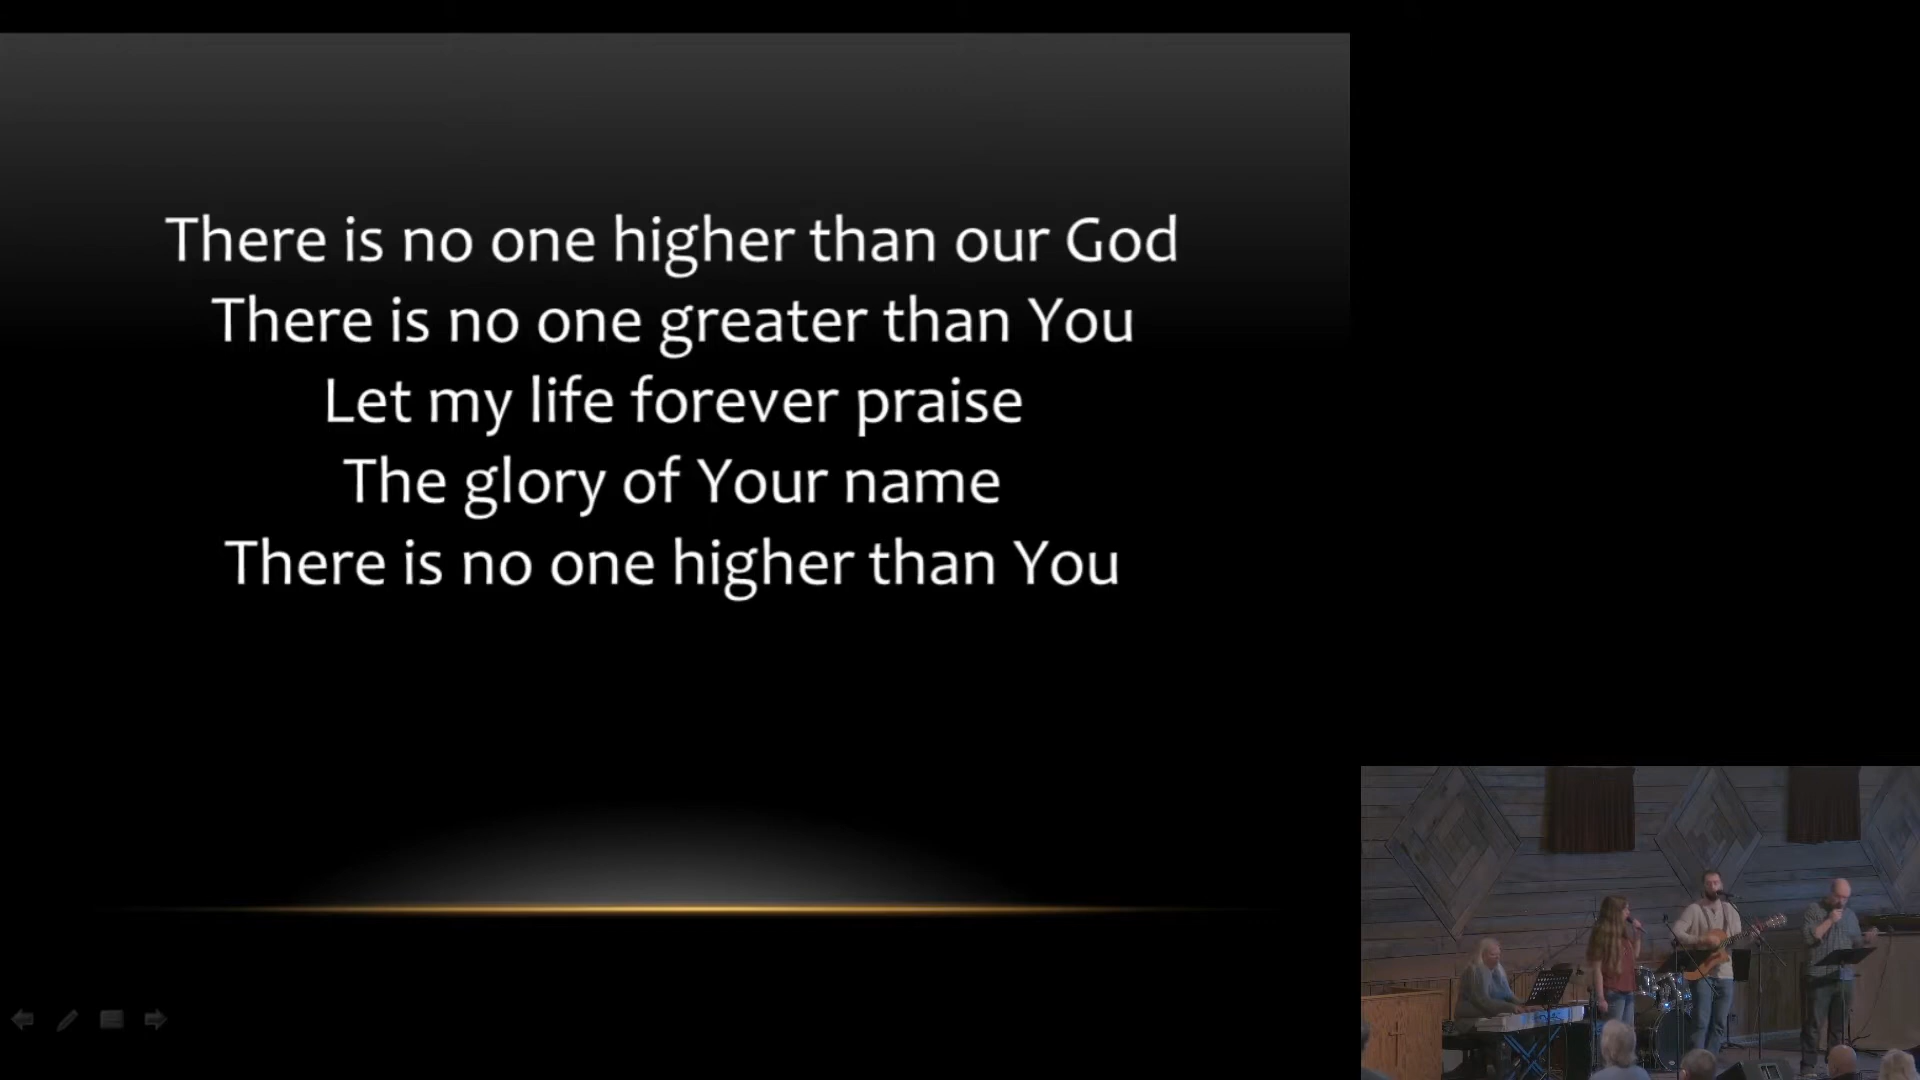 There is no one higher than our God
There is no one greater than You
Let my life forever praise
The glory of Your name
There is no one higher than You